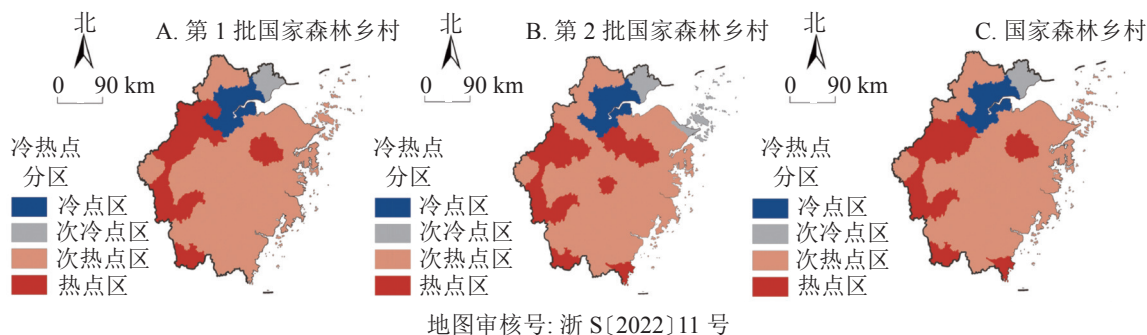 A. 第 1 批国家森林乡村
北
0 90 km
冷热点
分区
冷点区
次冷点区
次热点区
热点区
B. 第 2 批国家森林乡村
北
0 90 km
冷热点
分区
冷点区
次冷点区
次热点区
热点区
C. 国家森林乡村
北
0 90 km
冷热点
分区
冷点区
次冷点区
次热点区
热点区
地图审核号: 浙 S〔2022〕11 号